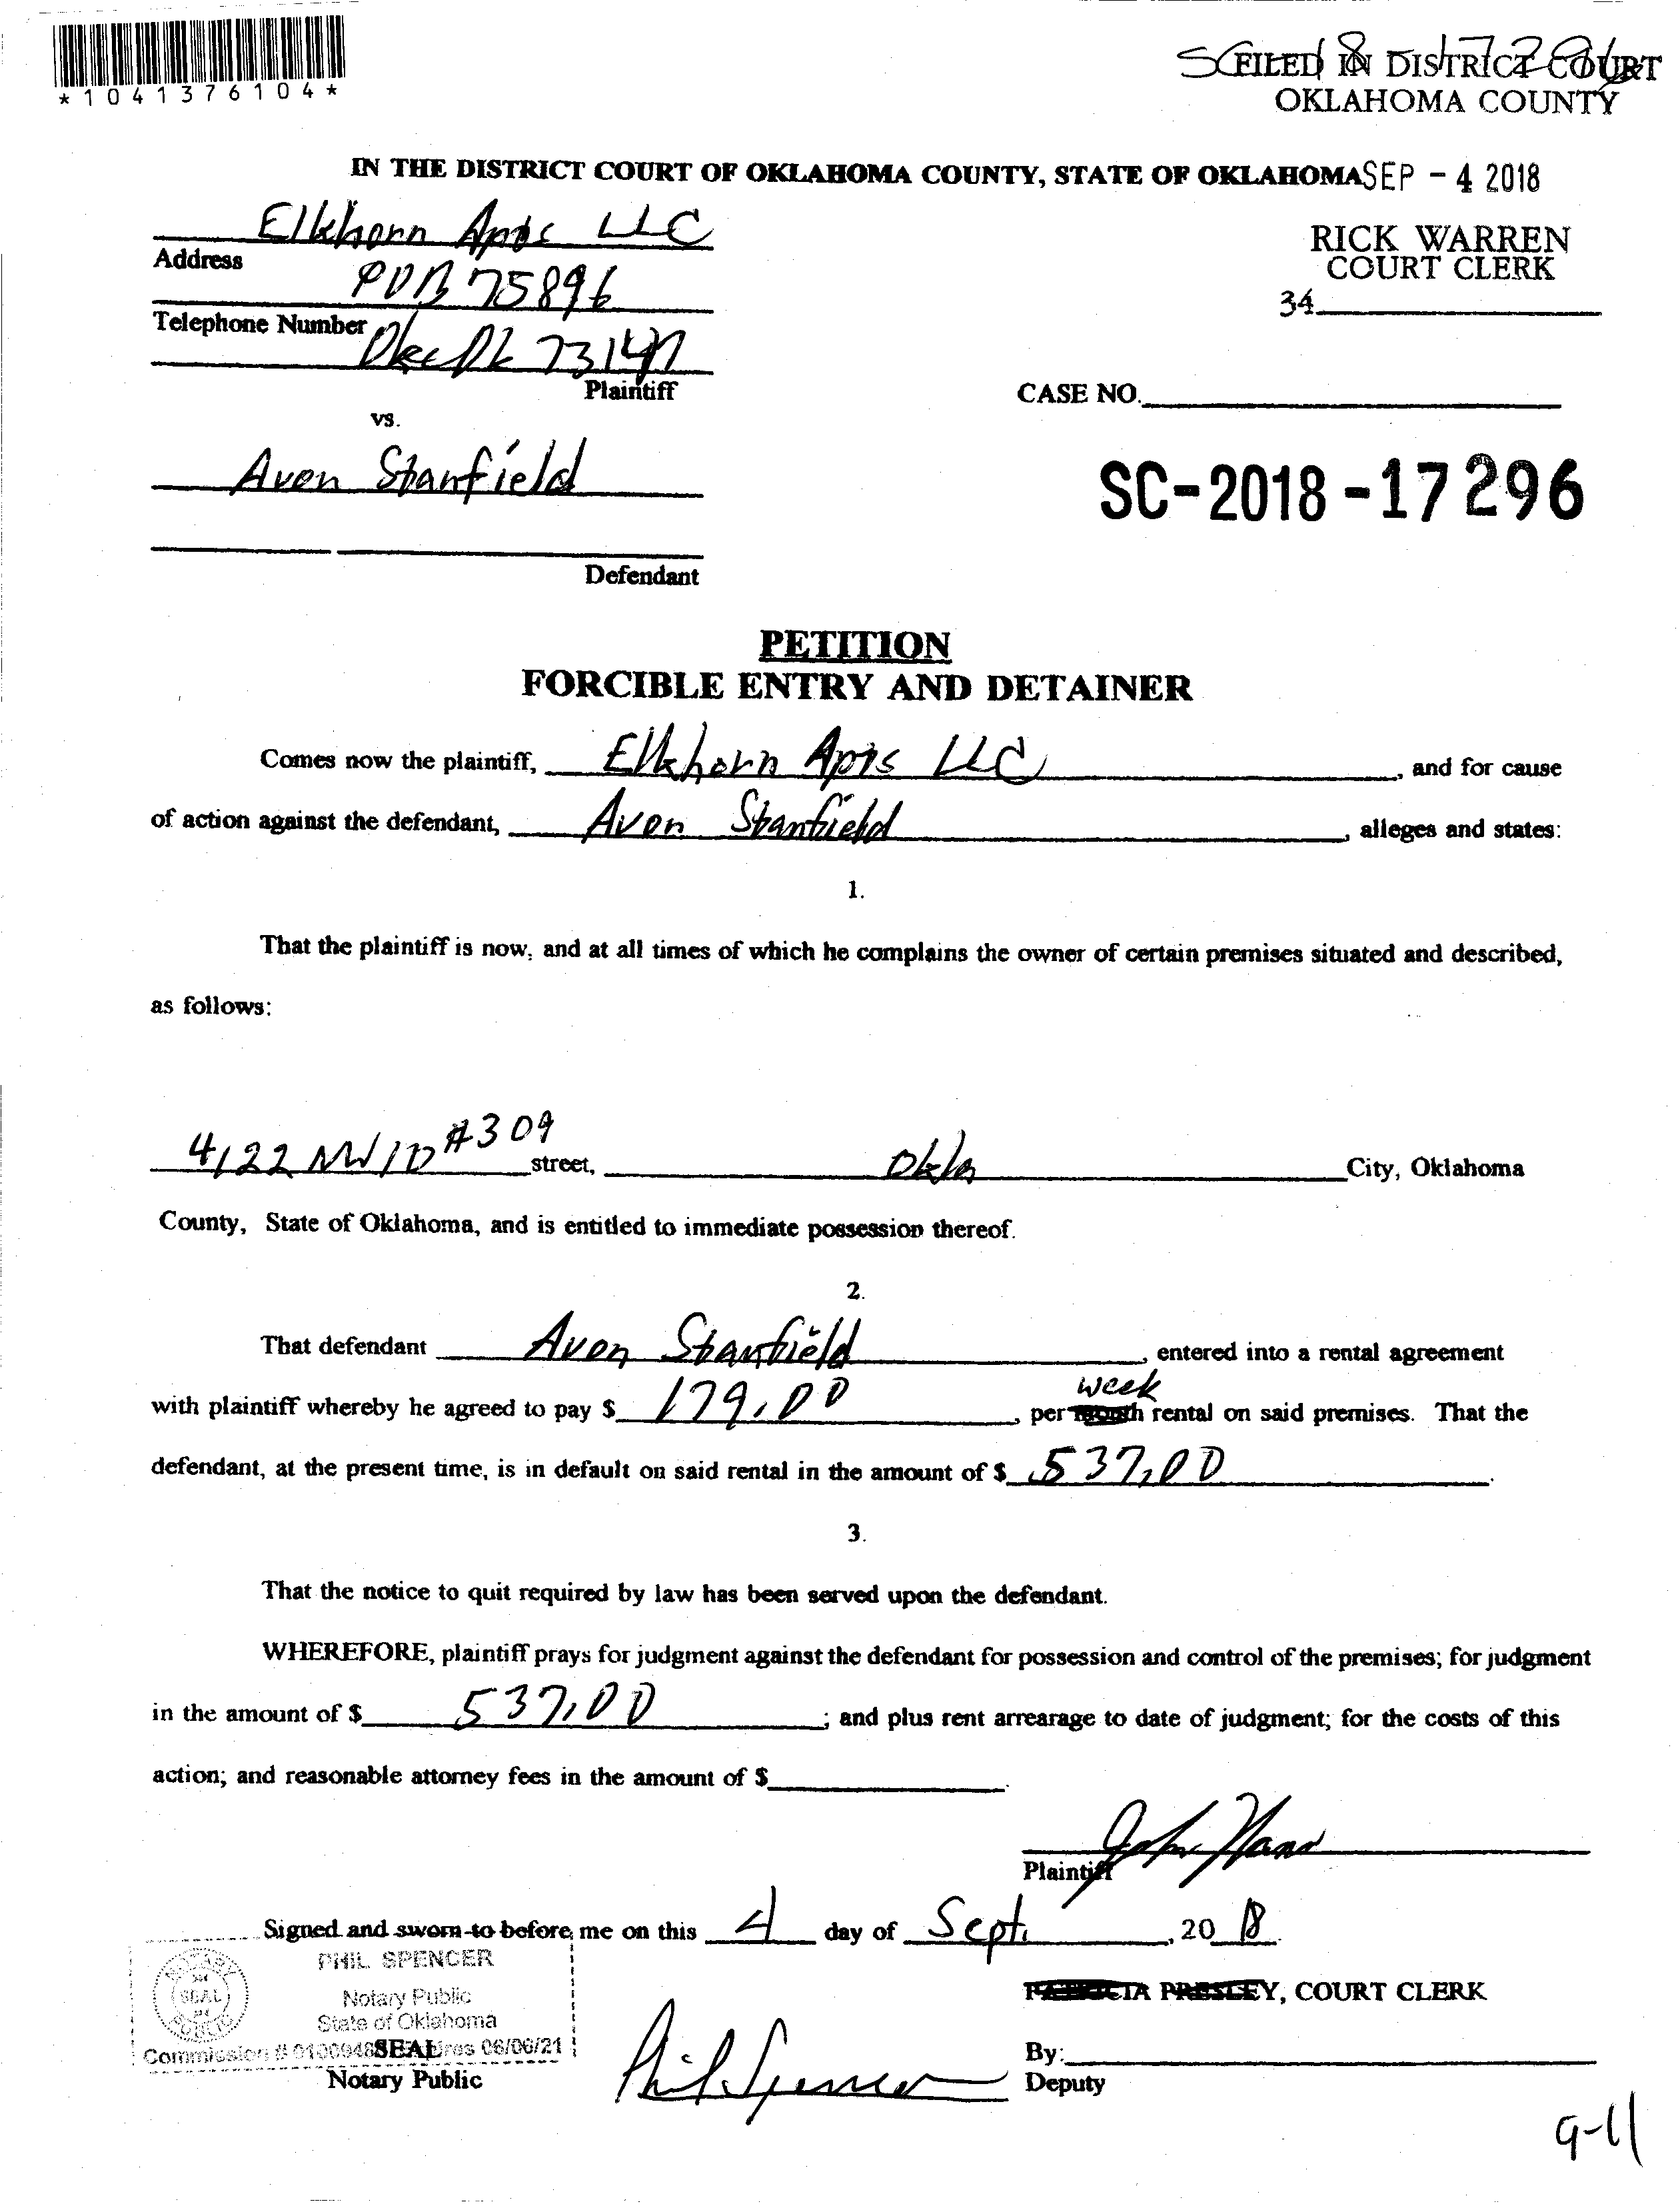 *1041376104*
FILED IN DISTRICT COURT
OKLAHOMA COUNTY
IN THE DISTRICT COURT OF OKLAHOMA COUNTY, STATE OF OKLAHOMA
SEP - 4 2018
Elkhorn Apts LLC
RICK WARREN
COURT CLERK
Address
POB 75896
34
Telephone Number
Okc Ok 73147
Plaintiff
CASE NO.
vs.
Avon Stanfield
SC-2018-17296
Defendant
PETITION
FORCIBLE ENTRY AND DETAINER
Comes now the plaintiff, Elkhorn Apts LLC, and for cause
of action against the defendant, Avon Stanfield, alleges and states:
1.
That the plaintiff is now, and at all times of which he complains the owner of certain premises situated and described,
as follows:
4122 NW 10 #309 street, Okla City, Oklahoma
County, State of Oklahoma, and is entitled to immediate possession thereof.
2.
That defendant Avon Stanfield, entered into a rental agreement
week
with plaintiff whereby he agreed to pay $ 179.00, per month rental on said premises. That the
defendant, at the present time, is in default on said rental in the amount of $ 537.00.
3.
That the notice to quit required by law has been served upon the defendant.
WHEREFORE, plaintiff prays for judgment against the defendant for possession and control of the premises; for judgment
in the amount of $ 537.00; and plus rent arrearage to date of judgment; for the costs of this
action; and reasonable attorney fees in the amount of $.
John
Plaintiff
Signed and sworn to before me on this 4 day of Sept., 2018.
PHIL SPENCER
Notary Public
State of Oklahoma
NOTARY SEAL PUBLIC
PATRICIA PRESLEY, COURT CLERK
Commission # 01009488 Expires 06/06/21
SEAL
Notary Public
Phil Spencer
By:
Deputy
9-11